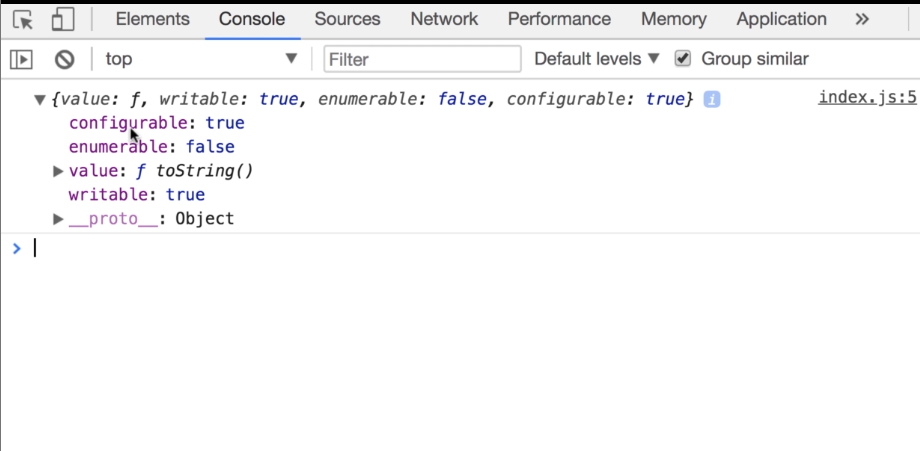 Elements Console Sources Network Performance Memory Application »
top ▼ Filter Default levels ▼ Group similar
▼ {value: ƒ, writable: true, enumerable: false, configurable: true} i index.js:5
configurable: true
enumerable: false
▶ value: ƒ toString()
writable: true
▶ __proto__: Object
>